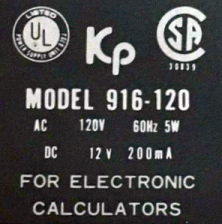 LISTED
UL
POWER SUPPLY UNIT
Kp
SA
30839
MODEL 916-120
AC 120V 60Hz 5W
DC 12V 200mA
FOR ELECTRONIC
CALCULATORS